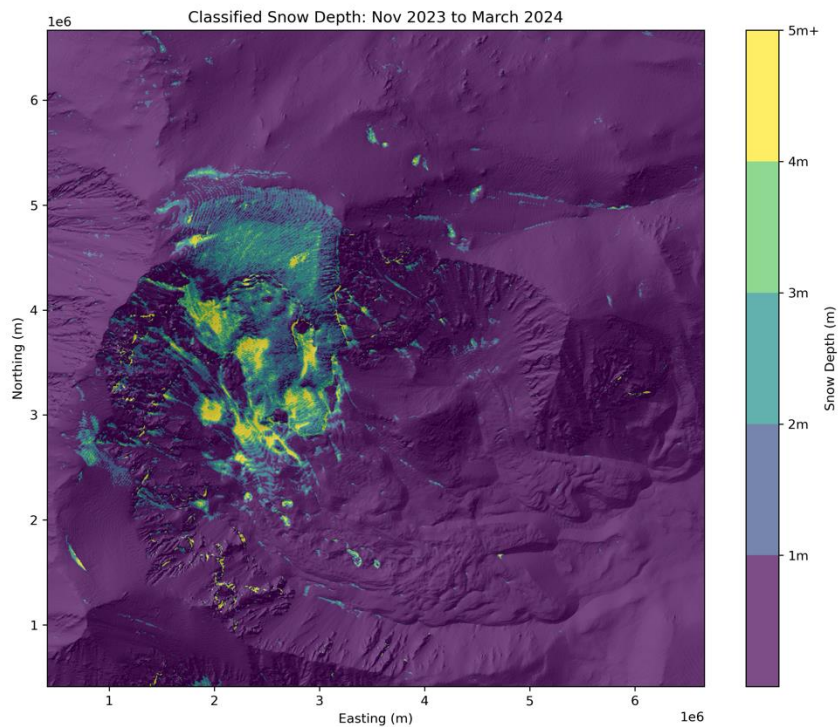 Classified Snow Depth: Nov 2023 to March 2024
1e6
6
5
4
3
2
1
Northing (m)
1
2
3
4
5
6
1e6
Easting (m)
5m+
4m
3m
2m
1m
Snow Depth (m)